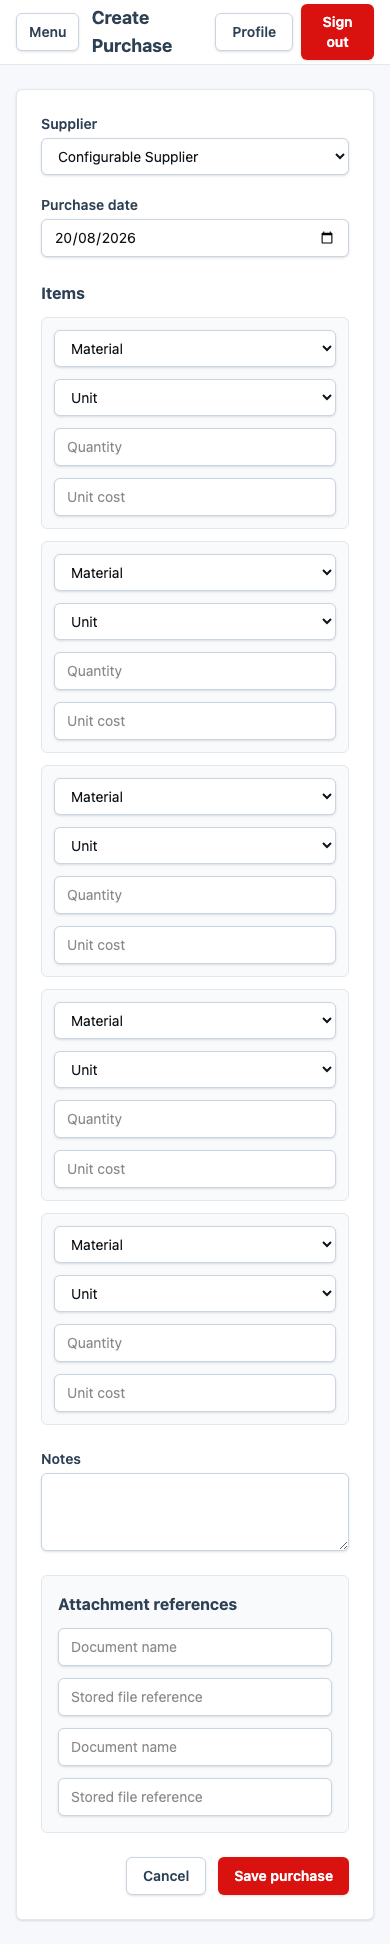 Menu
Create
Purchase
Profile
Sign
out
Supplier
Configurable Supplier
Purchase date
20/08/2026
Items
Material
Unit
Quantity
Unit cost
Material
Unit
Quantity
Unit cost
Material
Unit
Quantity
Unit cost
Material
Unit
Quantity
Unit cost
Material
Unit
Quantity
Unit cost
Notes
Attachment references
Document name
Stored file reference
Document name
Stored file reference
Cancel
Save purchase